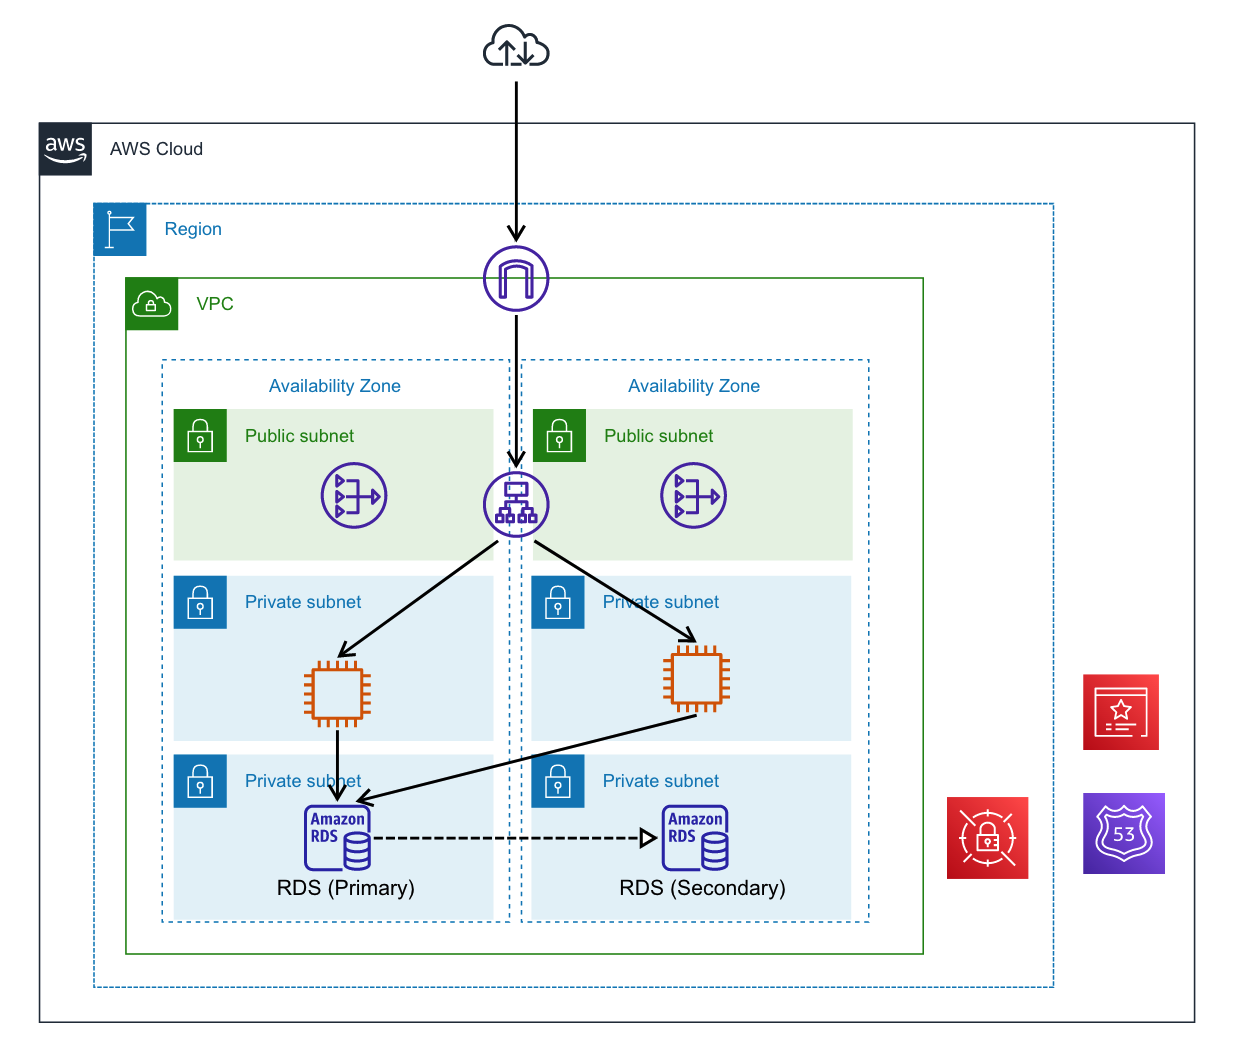 aws
AWS Cloud
Region
VPC
Availability Zone
Availability Zone
Public subnet
Public subnet
Private subnet
Private subnet
Private subnet
Private subnet
Amazon
RDS
Amazon
RDS
RDS (Primary)
RDS (Secondary)
53